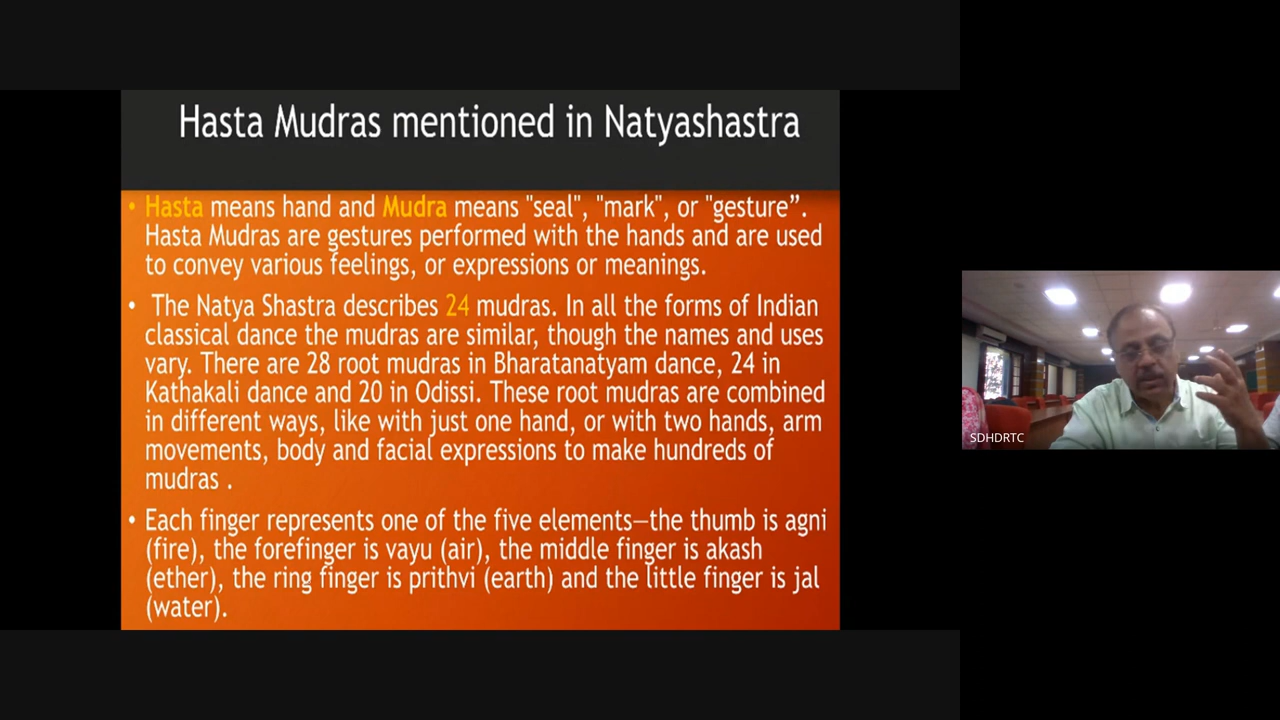 Hasta Mudras mentioned in Natyashastra
• Hasta means hand and Mudra means "seal", "mark", or "gesture”.
Hasta Mudras are gestures performed with the hands and are used
to convey various feelings, or expressions or meanings.
• The Natya Shastra describes 24 mudras. In all the forms of Indian
classical dance the mudras are similar, though the names and uses
vary. There are 28 root mudras in Bharatanatyam dance, 24 in
Kathakali dance and 20 in Odissi. These root mudras are combined
in different ways, like with just one hand, or with two hands, arm
movements, body and facial expressions to make hundreds of
mudras .
• Each finger represents one of the five elements—the thumb is agni
(fire), the forefinger is vayu (air), the middle finger is akash
(ether), the ring finger is prithvi (earth) and the little finger is jal
(water).
SDHDRTC